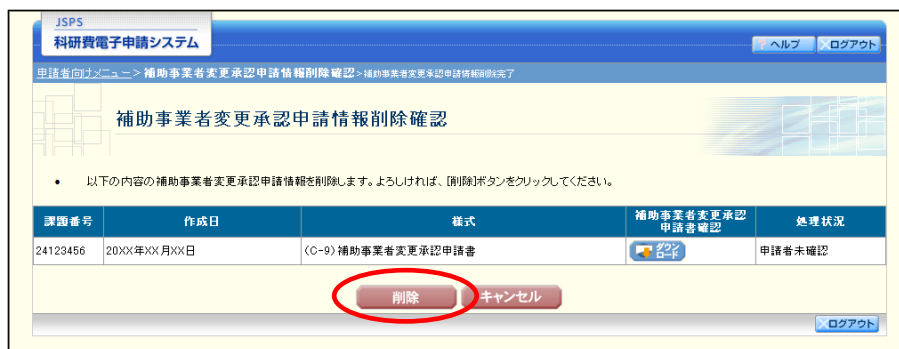 JSPS
科研費電子申請システム
? ヘルプ
ログアウト
申請者向けメニュー>補助事業者変更承認申請情報削除確認>補助事業者変更承認申請情報削除完了
補助事業者変更承認申請情報削除確認
• 以下の内容の補助事業者変更承認申請情報を削除します。よろしければ、[削除]ボタンをクリックしてください。
課題番号 作成日 様式 補助事業者変更承認 処理状況
申請書確認
24123456 20XX年XX月XX日 (C-9)補助事業者変更承認申請書 ダウン 申請者未確認
ロード
削除 キャンセル
ログアウト